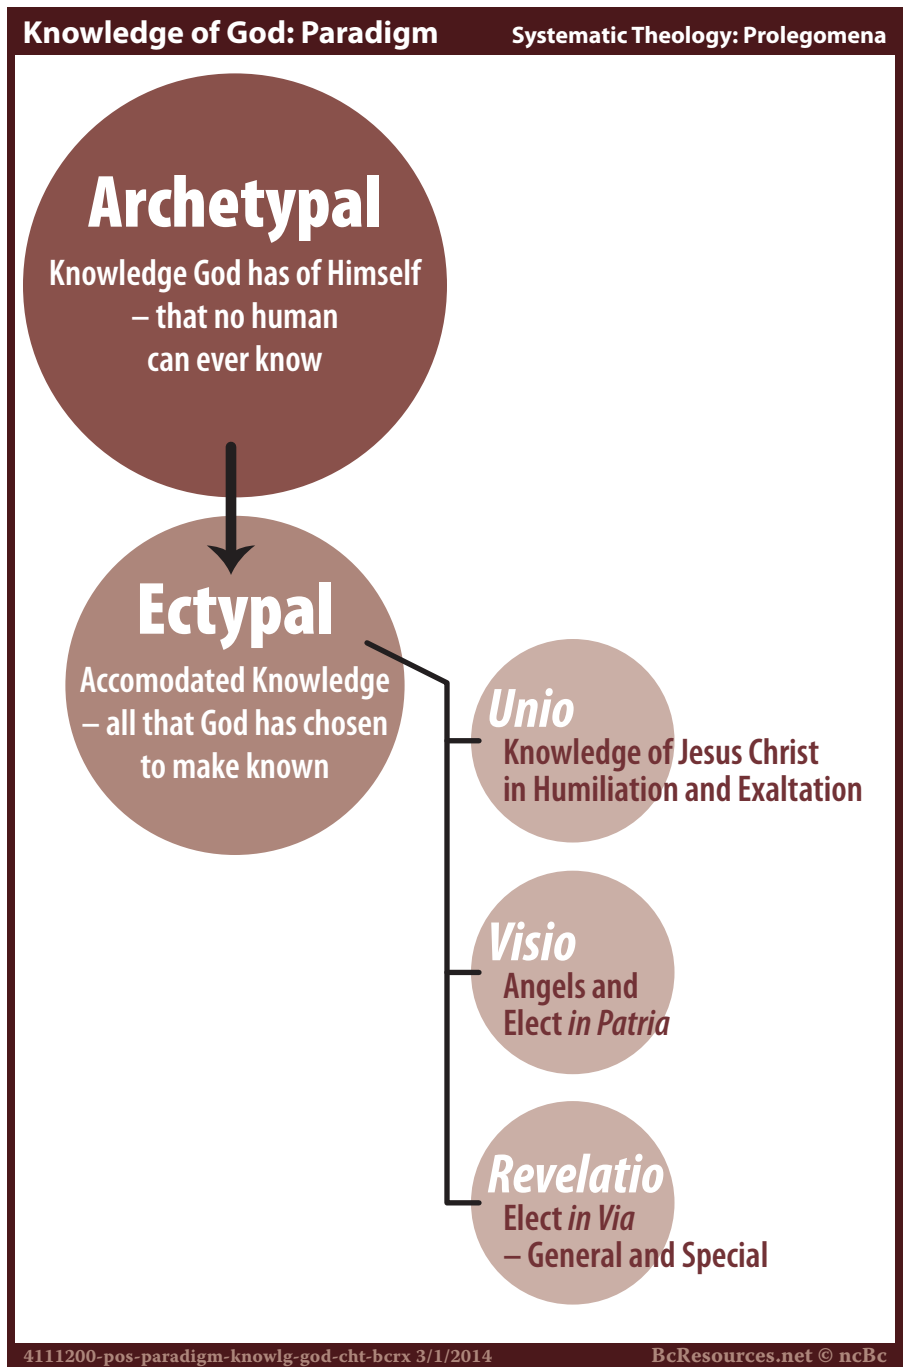 Knowledge of God: Paradigm
Systematic Theology: Prolegomena
Archetypal
Knowledge God has of Himself
– that no human
can ever know
Ectypal
Accomodated Knowledge
– all that God has chosen
to make known
Unio
Knowledge of Jesus Christ
in Humiliation and Exaltation
Visio
Angels and
Elect in Patria
Revelatio
Elect in Via
– General and Special
4111200-pos-paradigm-knowlg-god-cht-bcrx 3/1/2014
BcResources.net © ncBc